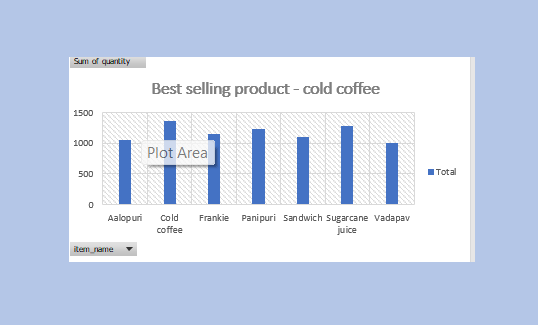 Sum of quantity
Best selling product - cold coffee
1500
1000
500
0
Plot Area
Total
Aalopuri Cold coffee Frankie Panipuri Sandwich Sugarcane juice Vadapav
item_name